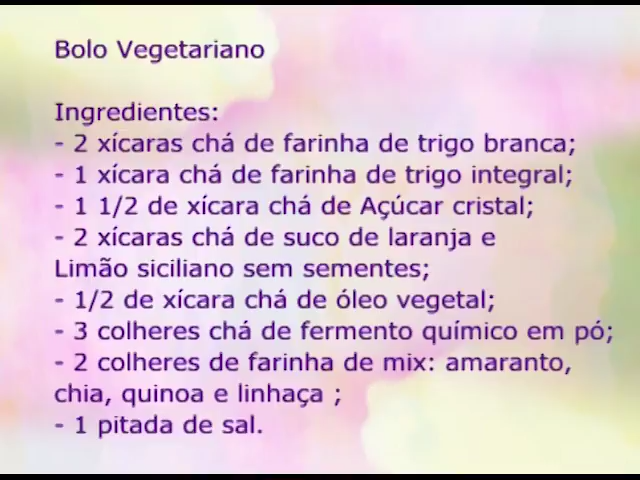 Bolo Vegetariano
Ingredientes:
- 2 xícaras chá de farinha de trigo branca;
- 1 xícara chá de farinha de trigo integral;
- 1 1/2 de xícara chá de Açúcar cristal;
- 2 xícaras chá de suco de laranja e
Limão siciliano sem sementes;
- 1/2 de xícara chá de óleo vegetal;
- 3 colheres chá de fermento químico em pó;
- 2 colheres de farinha de mix: amaranto,
chia, quinoa e linhaça ;
- 1 pitada de sal.